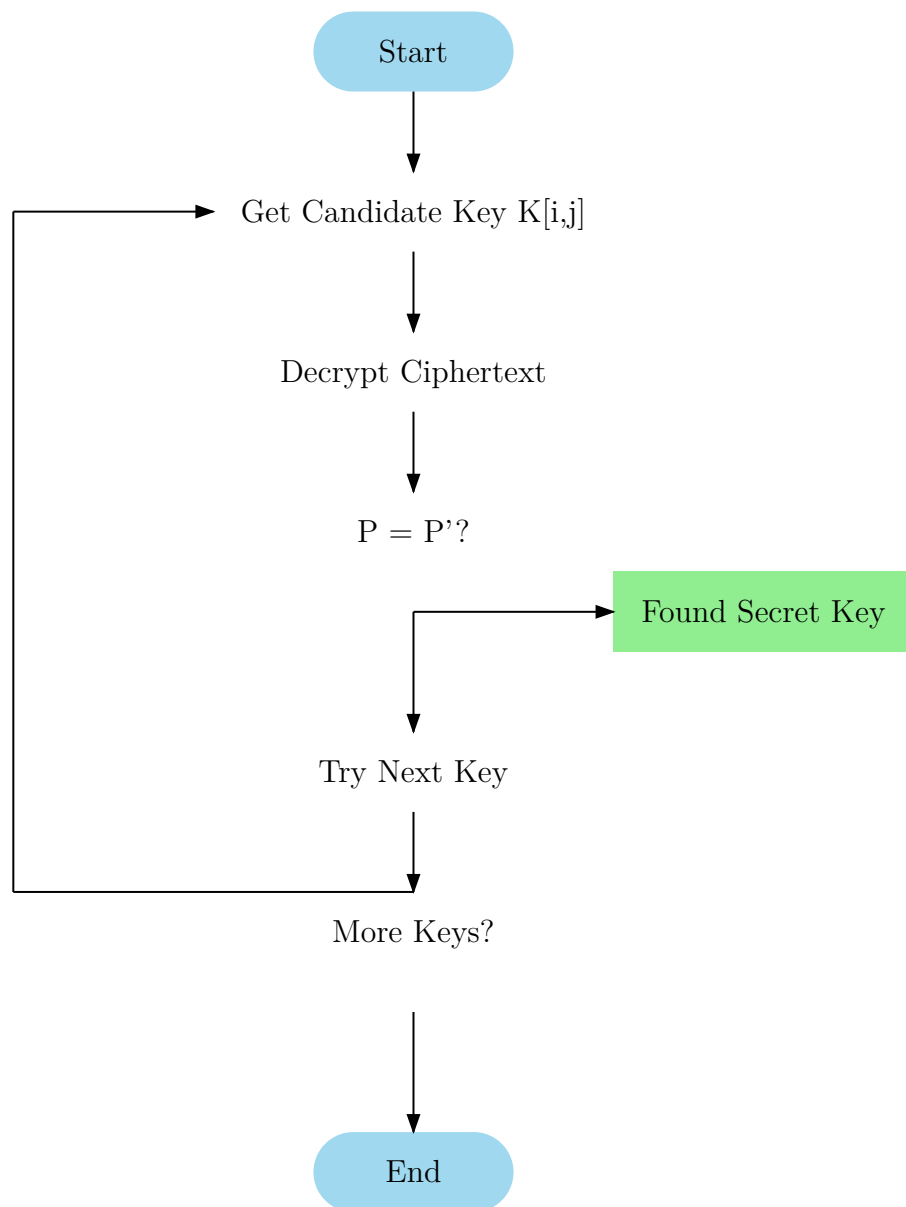 Start
Get Candidate Key K[i,j]
Decrypt Ciphertext
P = P’?
Found Secret Key
Try Next Key
More Keys?
End